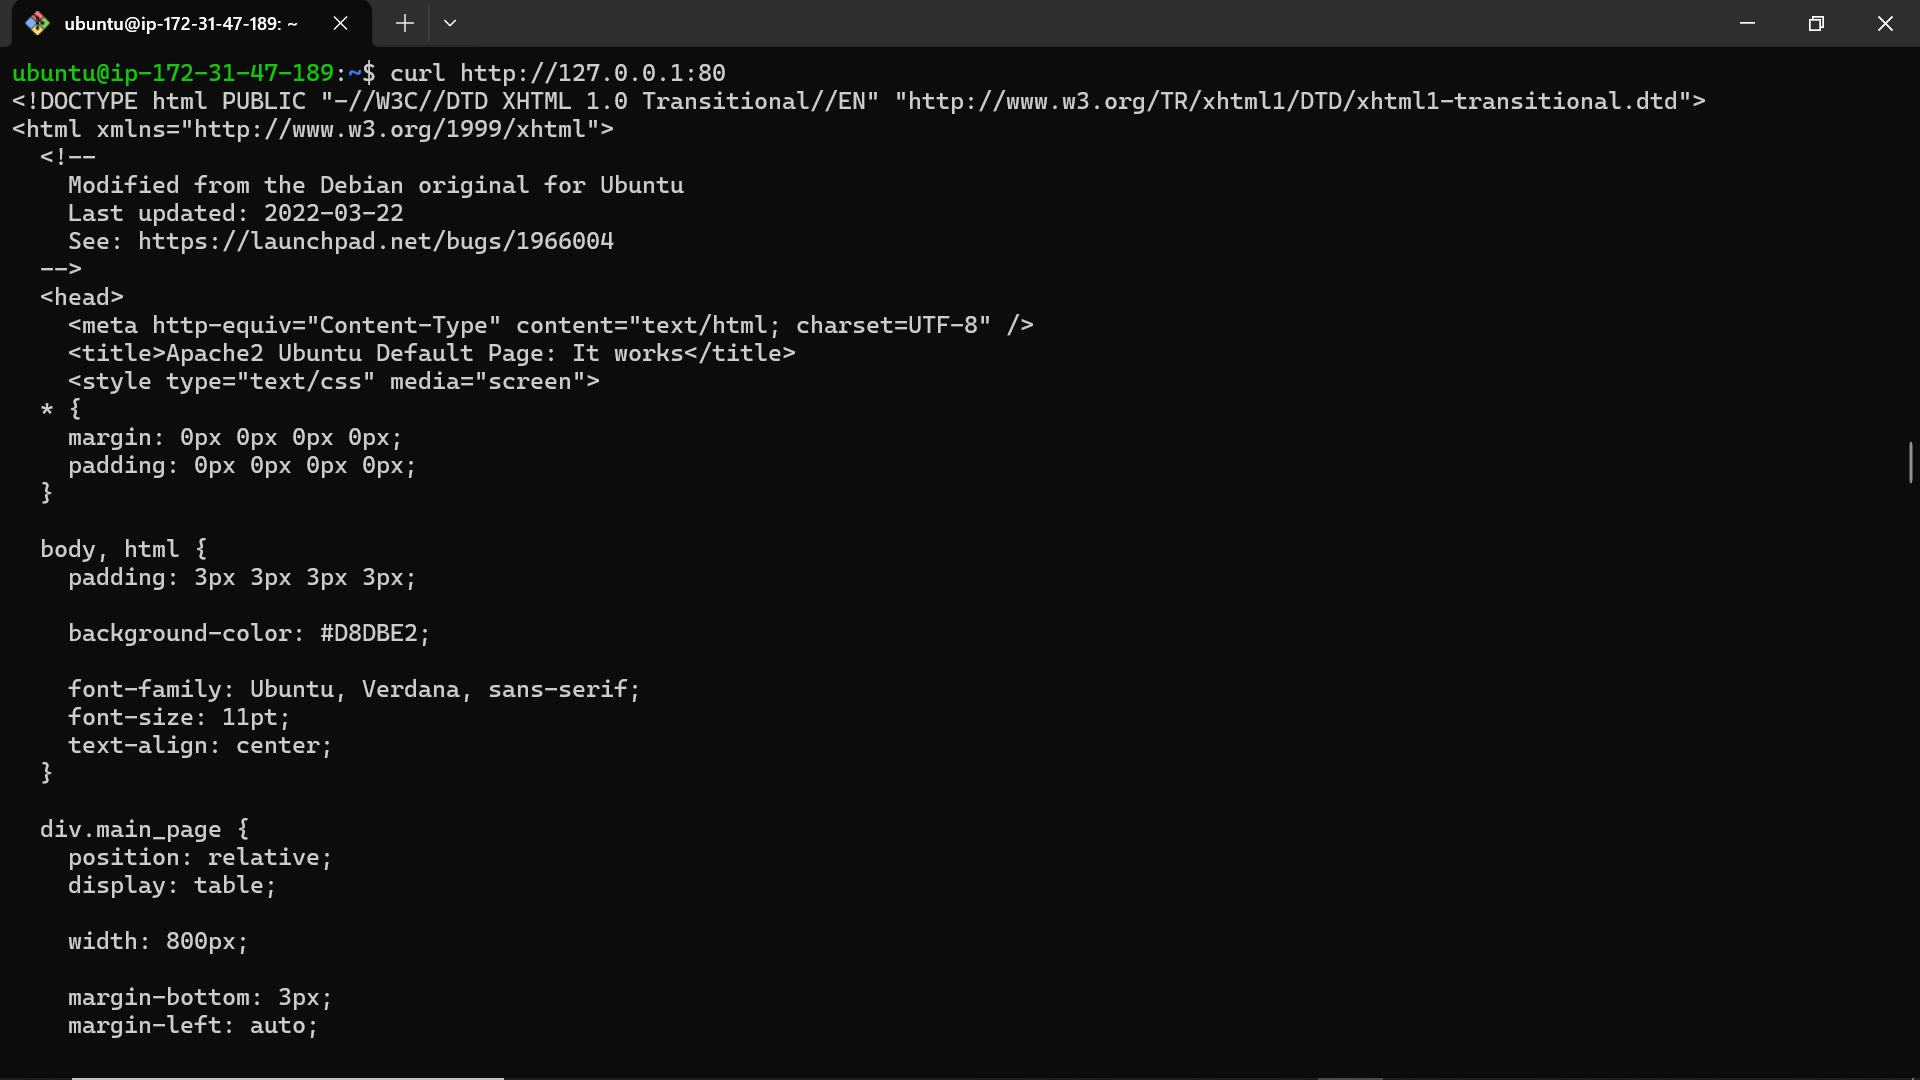 ubuntu@ip-172-31-47-189: ~
ubuntu@ip-172-31-47-189:~$ curl http://127.0.0.1:80
<!DOCTYPE html PUBLIC "-//W3C//DTD XHTML 1.0 Transitional//EN" "http://www.w3.org/TR/xhtml1/DTD/xhtml1-transitional.dtd">
<html xmlns="http://www.w3.org/1999/xhtml">
  <!--
    Modified from the Debian original for Ubuntu
    Last updated: 2022-03-22
    See: https://launchpad.net/bugs/1966004
  -->
  <head>
    <meta http-equiv="Content-Type" content="text/html; charset=UTF-8" />
    <title>Apache2 Ubuntu Default Page: It works</title>
    <style type="text/css" media="screen">
  * {
    margin: 0px 0px 0px 0px;
    padding: 0px 0px 0px 0px;
  }

  body, html {
    padding: 3px 3px 3px 3px;

    background-color: #D8DBE2;

    font-family: Ubuntu, Verdana, sans-serif;
    font-size: 11pt;
    text-align: center;
  }

  div.main_page {
    position: relative;
    display: table;

    width: 800px;

    margin-bottom: 3px;
    margin-left: auto;